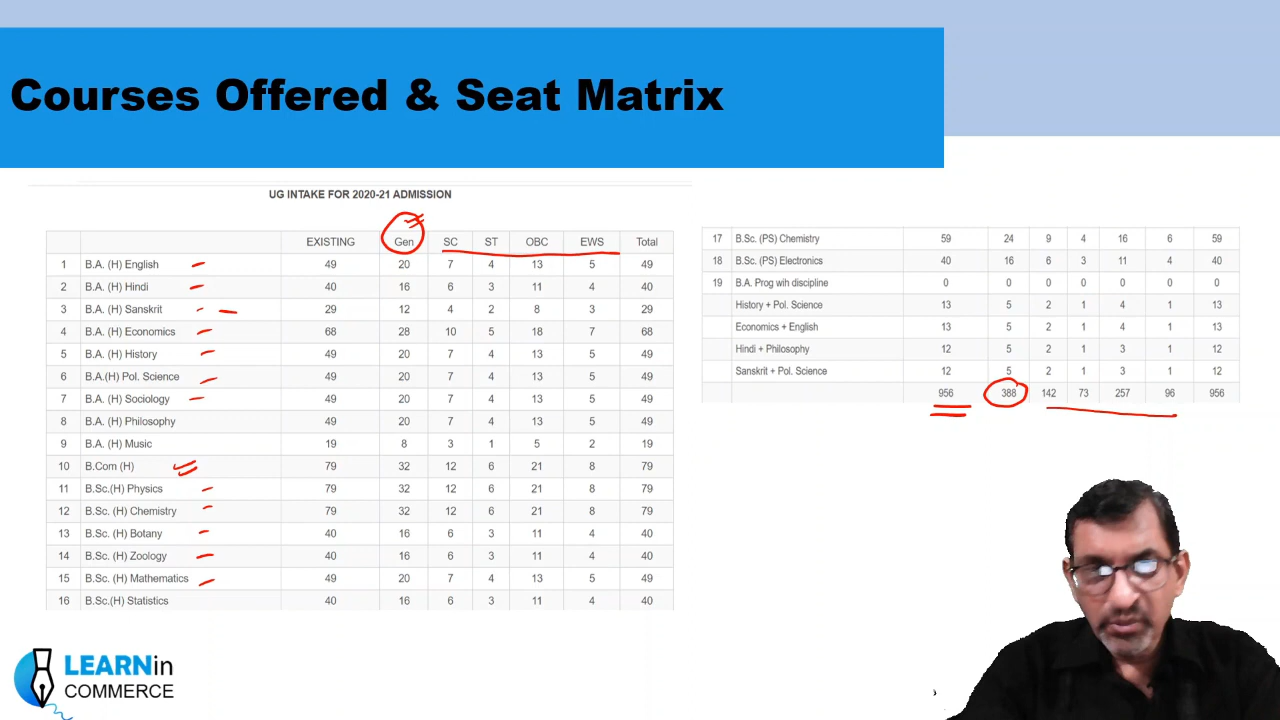 Courses Offered & Seat Matrix
UG INTAKE FOR 2020-21 ADMISSION
EXISTING Gen SC ST OBC EWS Total
1 B.A. (H) English 49 20 7 4 13 5 49
2 B.A. (H) Hindi 40 16 6 3 11 4 40
3 B.A. (H) Sanskrit 29 12 4 2 8 3 29
4 B.A. (H) Economics 68 28 10 5 18 7 68
5 B.A. (H) History 49 20 7 4 13 5 49
6 B.A.(H) Pol. Science 49 20 7 4 13 5 49
7 B.A. (H) Sociology 49 20 7 4 13 5 49
8 B.A. (H) Philosophy 49 20 7 4 13 5 49
9 B.A. (H) Music 19 8 3 1 5 2 19
10 B.Com (H) 79 32 12 6 21 8 79
11 B.Sc.(H) Physics 79 32 12 6 21 8 79
12 B.Sc. (H) Chemistry 79 32 12 6 21 8 79
13 B.Sc. (H) Botany 40 16 6 3 11 4 40
14 B.Sc. (H) Zoology 40 16 6 3 11 4 40
15 B.Sc. (H) Mathematics 49 20 7 4 13 5 49
16 B.Sc.(H) Statistics 40 16 6 3 11 4 40
17 B.Sc. (PS) Chemistry 59 24 9 4 16 6 59
18 B.Sc. (PS) Electronics 40 16 6 3 11 4 40
19 B.A. Prog wih discipline 0 0 0 0 0 0 0
History + Pol. Science 13 5 2 1 4 1 13
Economics + English 13 5 2 1 4 1 13
Hindi + Philosophy 12 5 2 1 3 1 12
Sanskrit + Pol. Science 12 5 2 1 3 1 12
956 388 142 73 257 96 956
LEARNin
COMMERCE